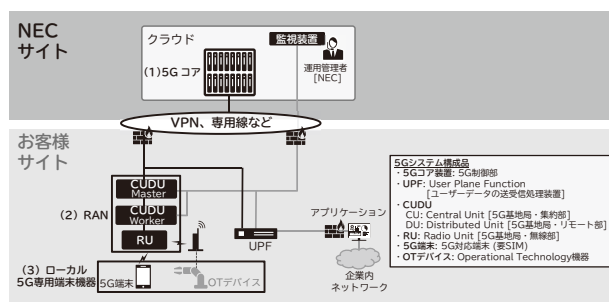 NEC
サイト
クラウド
監視装置
(1)5G コア
運用管理者
[NEC]
VPN、専用線など
お客様
サイト
CUDU
Master
(2) RAN
CUDU
Worker
RU
UPF
アプリケーション
企業内
ネットワーク
(3) ローカル
5G専用端末機器
5G端末
OTデバイス
5Gシステム構成品
・5Gコア装置: 5G制御部
・UPF: User Plane Function
[ユーザーデータの送受信処理装置]
・CUDU
CU: Central Unit [5G基地局・集約部]
DU: Distributed Unit [5G基地局・リモート部]
・RU: Radio Unit [5G基地局・無線部]
・5G端末: 5G対応端末 (要SIM)
・OTデバイス: Operational Technology機器